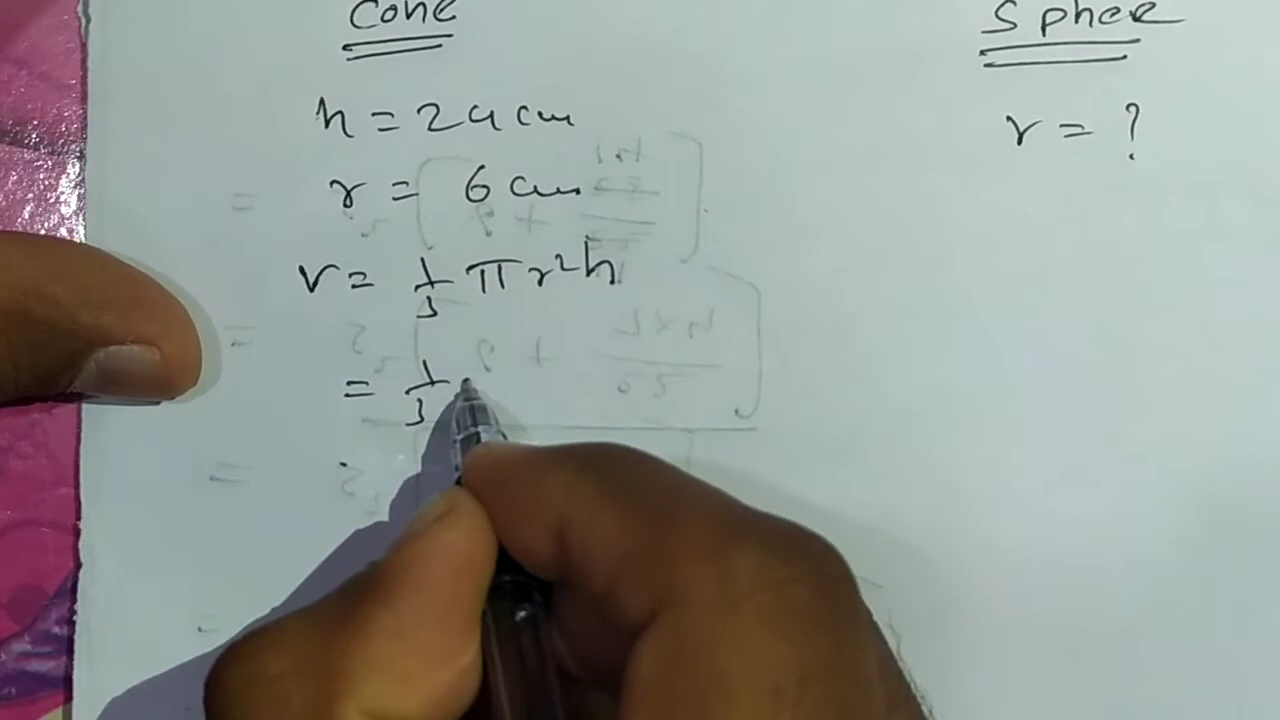 Cone
h = 24 cm
r = 6 cm
V = 1/3 πr²h
= 1/3
Spher
r = ?